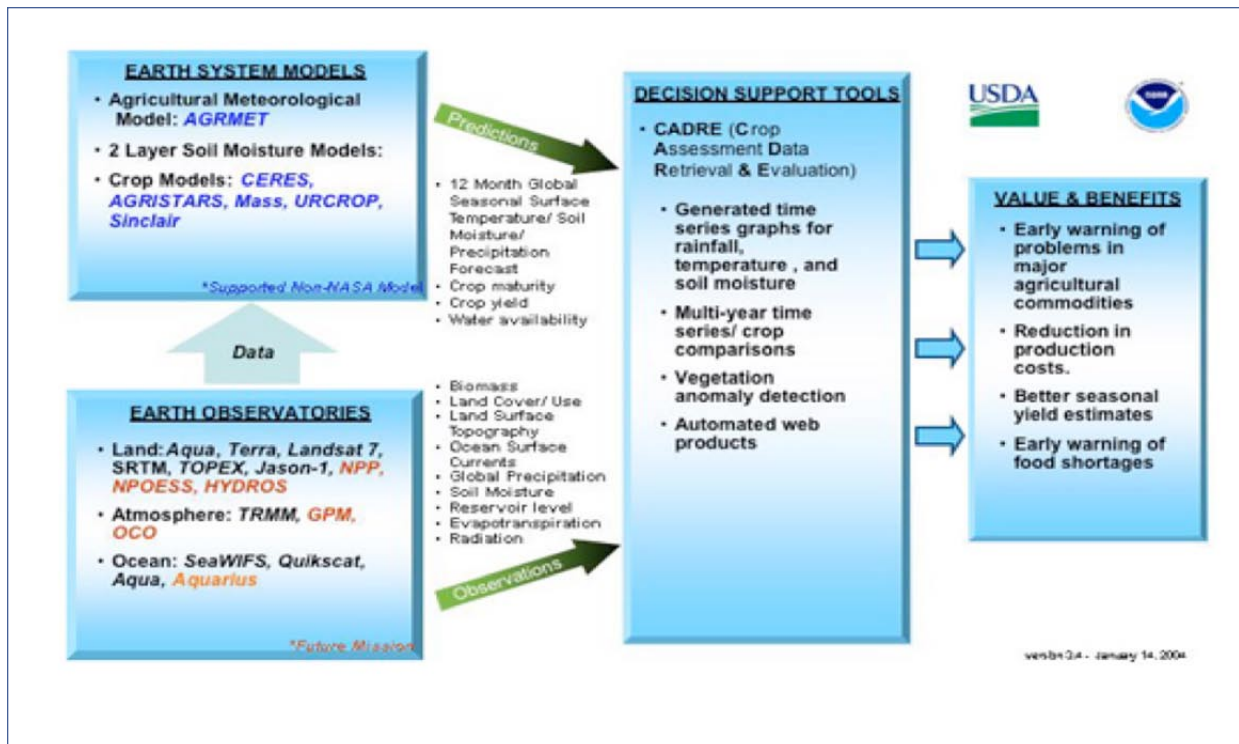 EARTH SYSTEM MODELS
• Agricultural Meteorological
Model: AGRMET
• 2 Layer Soil Moisture Models:
• Crop Models: CERES,
AGRISTARS, Mass, URCROP,
Sinclair
*Supported Non-NASA Model
Data
EARTH OBSERVATORIES
• Land: Aqua, Terra, Landsat 7,
SRTM, TOPEX, Jason-1, NPP,
NPOESS, HYDROS
• Atmosphere: TRMM, GPM,
OCO
• Ocean: SeaWIFS, Quikscat,
Aqua, Aquarius
*Future Mission
Predictions
• 12 Month Global
Seasonal Surface
Temperature/ Soil
Moisture/
Precipitation
Forecast
• Crop maturity
• Crop yield
• Water availability
• Biomass
• Land Cover/ Use
• Land Surface
Topography
• Ocean Surface
Currents
• Global Precipitation
• Soil Moisture
• Reservoir level
• Evapotranspiration
• Radiation
Observations
DECISION SUPPORT TOOLS
• CADRE (Crop
Assessment Data
Retrieval & Evaluation)
• Generated time
series graphs for
rainfall,
temperature , and
soil moisture
• Multi-year time
series/ crop
comparisons
• Vegetation
anomaly detection
• Automated web
products
USDA
VALUE & BENEFITS
• Early warning of
problems in
major
agricultural
commodities
• Reduction in
production
costs.
• Better seasonal
yield estimates
• Early warning of
food shortages
January 14, 2004